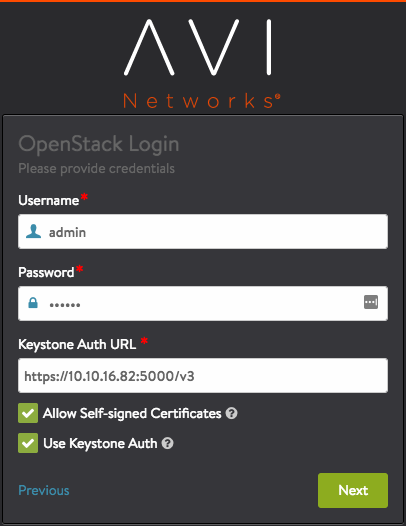 AVI
Networks
OpenStack Login
Please provide credentials
Username*
admin
Password*
••••••
Keystone Auth URL *
https://10.10.16.82:5000/v3
Allow Self-signed Certificates ?
Use Keystone Auth ?
Previous
Next